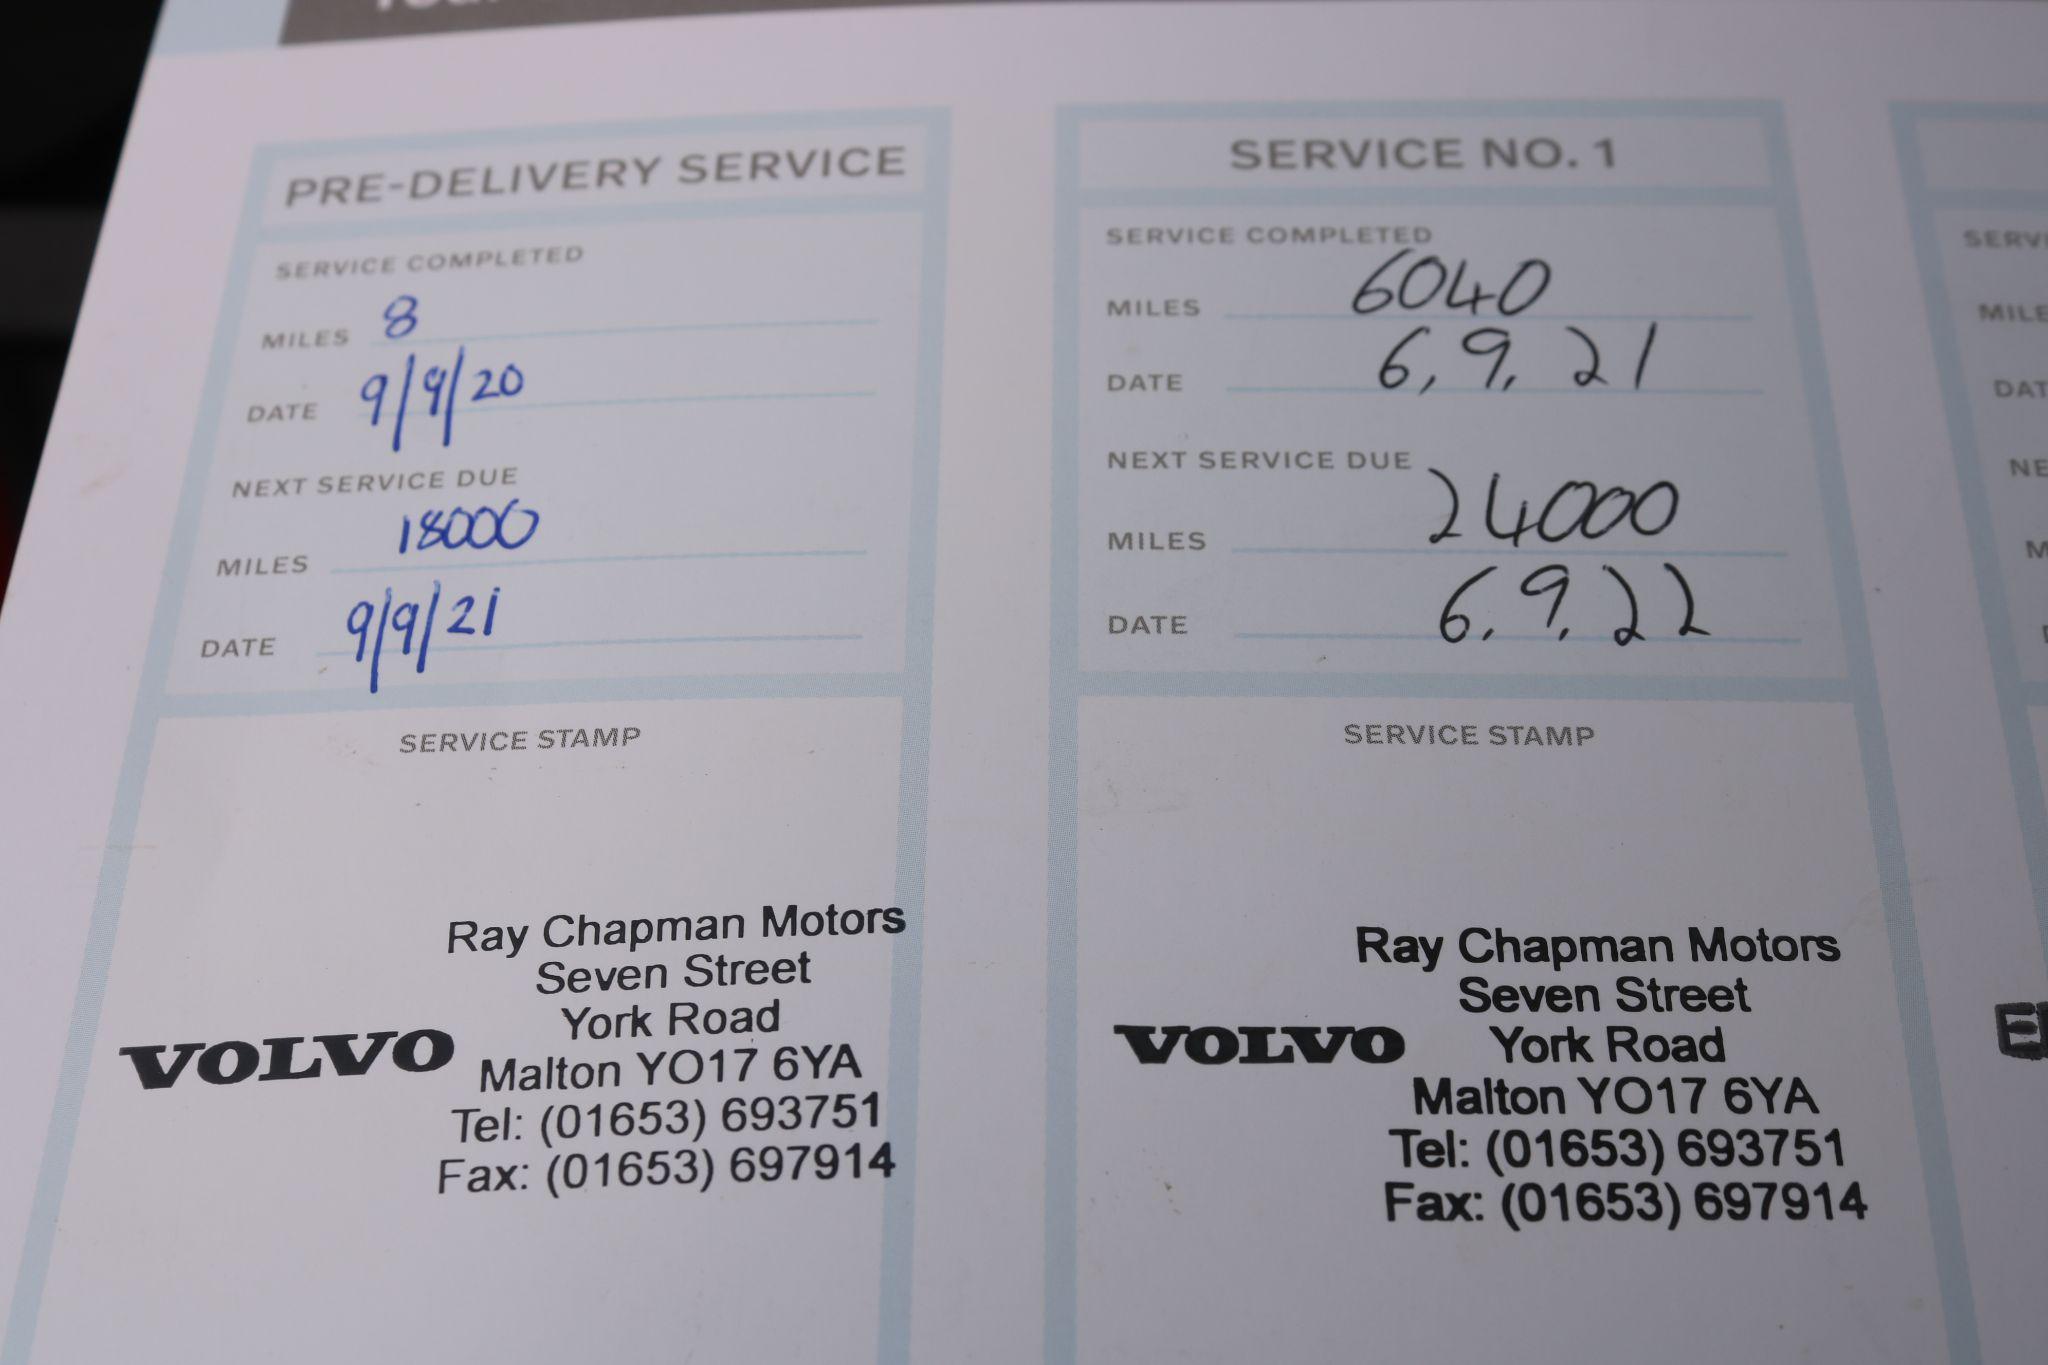 PRE-DELIVERY SERVICE
SERVICE COMPLETED
MILES 8
DATE 9/9/20
NEXT SERVICE DUE
MILES 18000
DATE 9/9/21
SERVICE STAMP
VOLVO
Ray Chapman Motors
Seven Street
York Road
Malton YO17 6YA
Tel: (01653) 693751
Fax: (01653) 697914
SERVICE NO. 1
SERVICE COMPLETED
MILES 6040
DATE 6, 9, 21
NEXT SERVICE DUE
MILES 24000
DATE 6, 9, 22
SERVICE STAMP
VOLVO
Ray Chapman Motors
Seven Street
York Road
Malton YO17 6YA
Tel: (01653) 693751
Fax: (01653) 697914